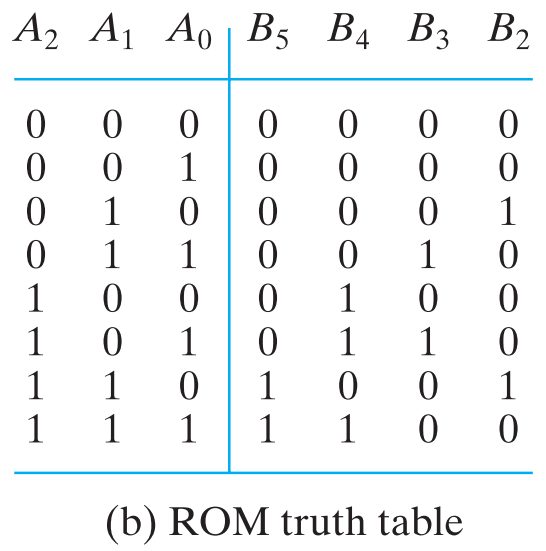 A₂ A₁ A₀ B₅ B₄ B₃ B₂
0 0 0 0 0 0 0
0 0 1 0 0 0 0
0 1 0 0 0 0 1
0 1 1 0 0 1 0
1 0 0 0 1 0 0
1 0 1 0 1 1 0
1 1 0 1 0 0 1
1 1 1 1 1 0 0
(b) ROM truth table